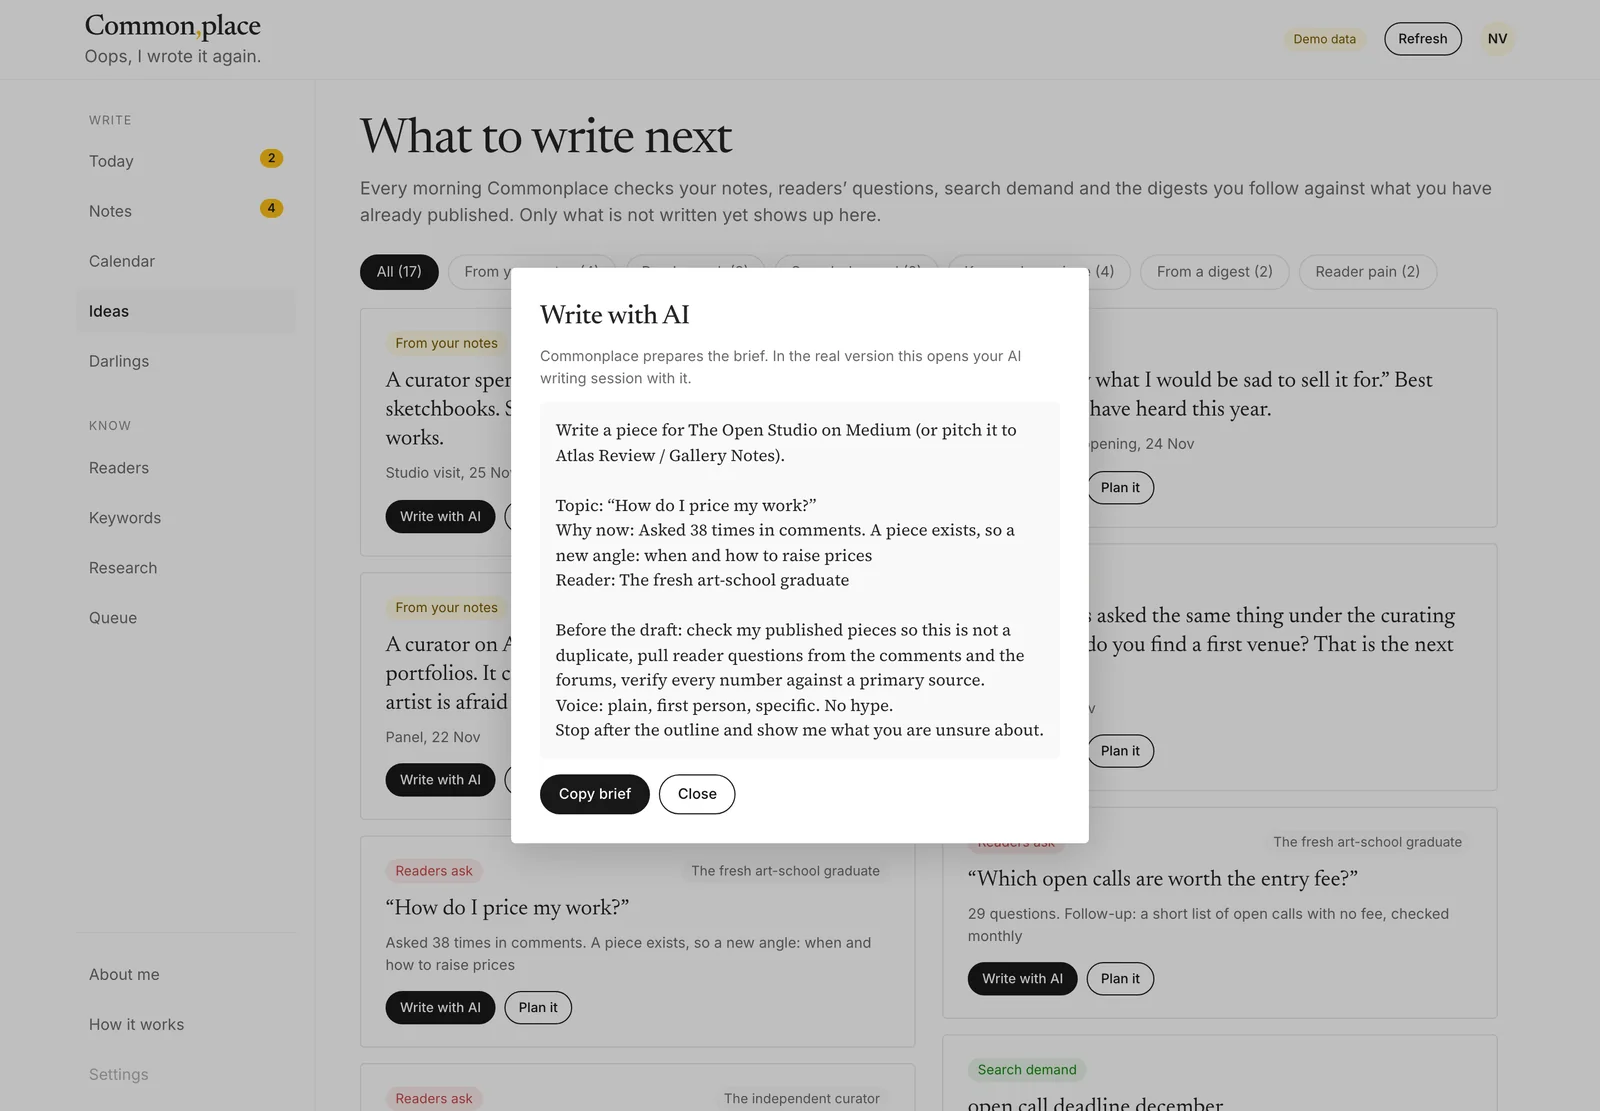 Common,place
Oops, I wrote it again.
Demo data
Refresh
NV
WRITE
Today
2
Notes
4
Calendar
Ideas
Darlings
KNOW
Readers
Keywords
Research
Queue
About me
How it works
Settings
What to write next
Every morning Commonplace checks your notes, readers’ questions, search demand and the digests you follow against what you have
already published. Only what is not written yet shows up here.
All (17)
From
(4)
From a digest (2)
Reader pain (2)
From your notes
A curator
sketchbooks.
works.
Studio visit, 25
Write with AI
From your notes
A curator on
portfolios. It
artist is afraid
Panel, 22 Nov
Write with AI
Readers ask
The fresh art-school graduate
“How do I price my work?”
Asked 38 times in comments. A piece exists, so a new angle: when and
how to raise prices
Write with AI
Plan it
Readers ask
The independent curator
Write with AI
Commonplace prepares the brief. In the real version this opens your AI
writing session with it.
Write a piece for The Open Studio on Medium (or pitch it to
Atlas Review / Gallery Notes).
Topic: “How do I price my work?”
Why now: Asked 38 times in comments. A piece exists, so a
new angle: when and how to raise prices
Reader: The fresh art-school graduate
Before the draft: check my published pieces so this is not a
duplicate, pull reader questions from the comments and the
forums, verify every number against a primary source.
Voice: plain, first person, specific. No hype.
Stop after the outline and show me what you are unsure about.
Copy brief
Close
what I would be sad to sell it for.” Best
have heard this year.
24 Nov
Plan it
asked the same thing under the curating
do you find a first venue? That is the next
Plan it
The fresh art-school graduate
“Which open calls are worth the entry fee?”
29 questions. Follow-up: a short list of open calls with no fee, checked
monthly
Write with AI
Plan it
Search demand
open call deadline december